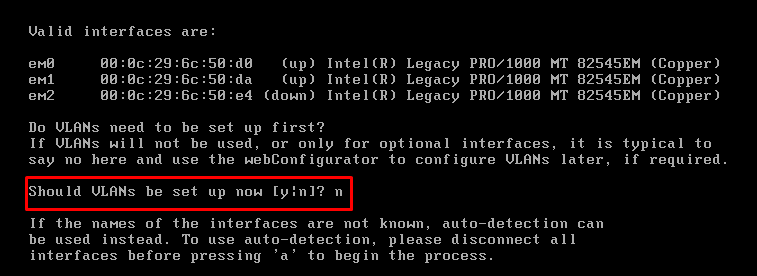 Valid interfaces are:
em0 00:0c:29:6c:50:d0 (up) Intel(R) Legacy PRO/1000 MT 82545EM (Copper)
em1 00:0c:29:6c:50:da (up) Intel(R) Legacy PRO/1000 MT 82545EM (Copper)
em2 00:0c:29:6c:50:e4 (down) Intel(R) Legacy PRO/1000 MT 82545EM (Copper)
Do VLANs need to be set up first?
If VLANs will not be used, or only for optional interfaces, it is typical to
say no here and use the webConfigurator to configure VLANs later, if required.
Should VLANs be set up now [y|n]? n
If the names of the interfaces are not known, auto-detection can
be used instead. To use auto-detection, please disconnect all
interfaces before pressing 'a' to begin the process.